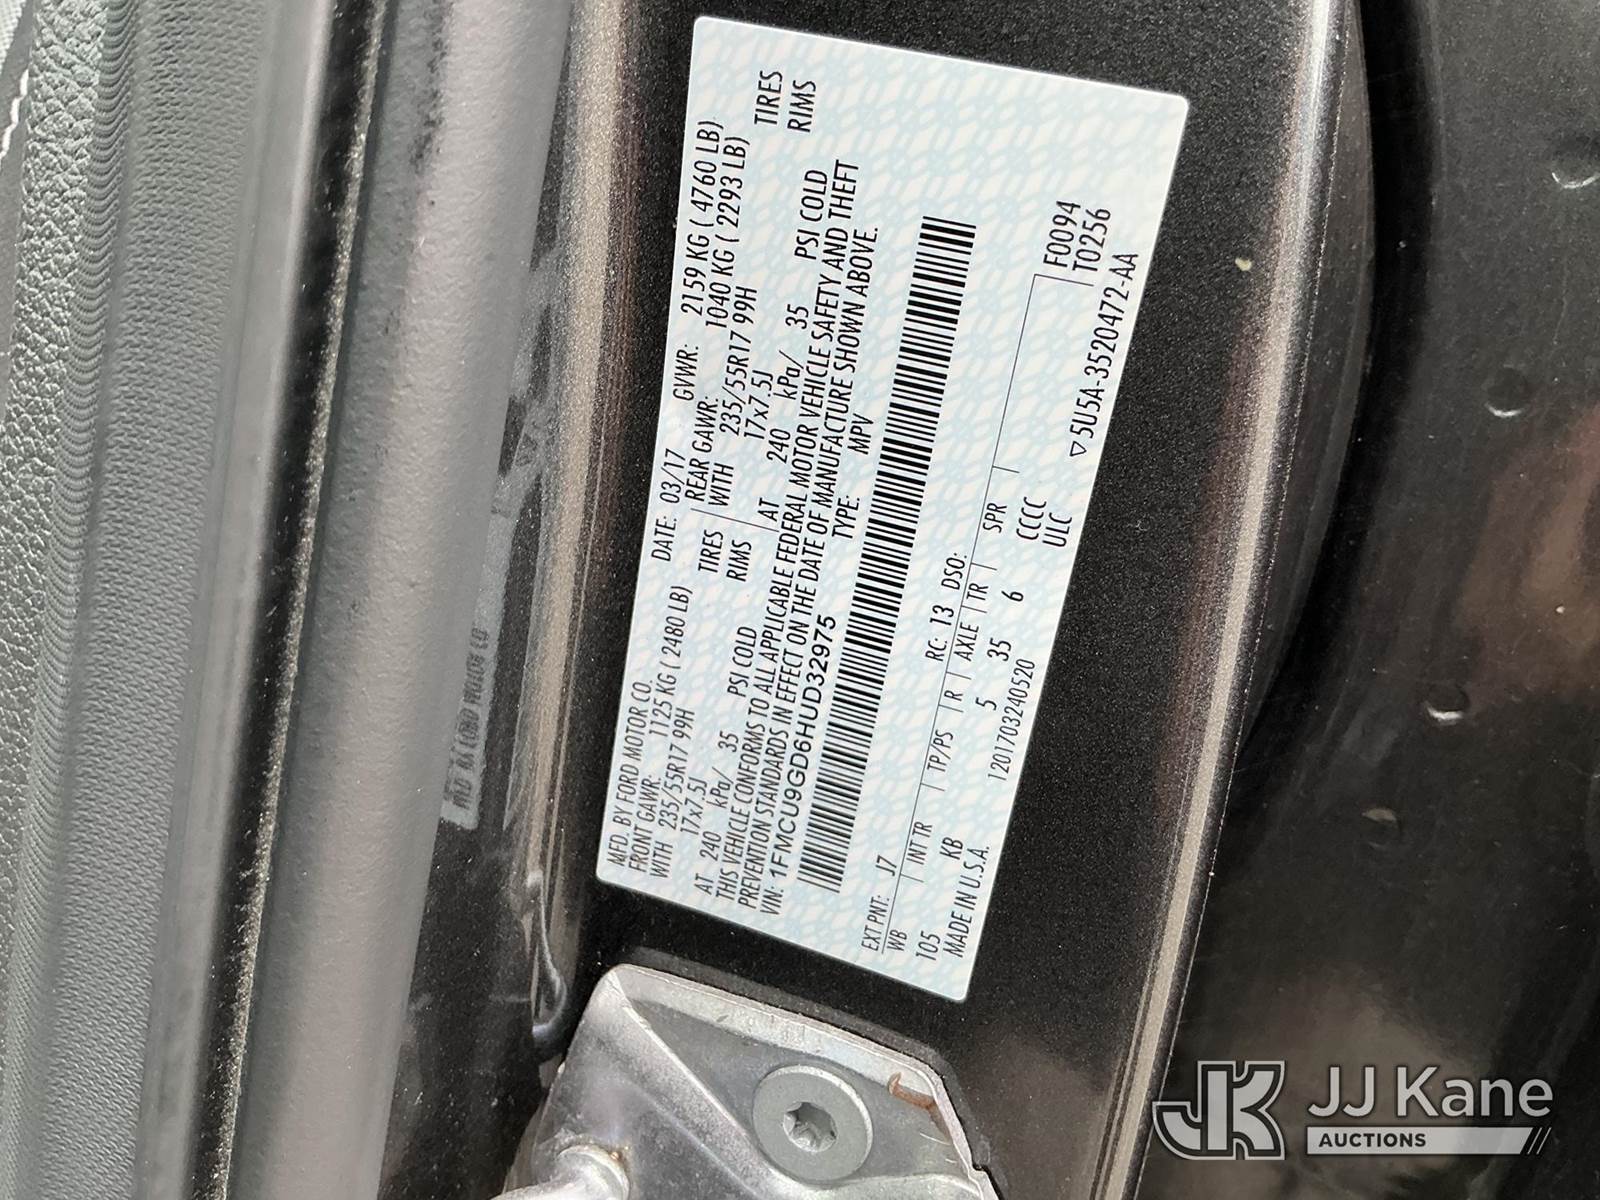 MFD. BY FORD MOTOR CO.
DATE: 03/17 GVWR: 2159 KG ( 4760 LB)
FRONT GAWR: 1125 KG ( 2480 LB)
REAR GAWR: 1040 KG ( 2293 LB)
WITH 235/55R17 99H TIRES
WITH 235/55R17 99H TIRES
17x7.5J RIMS
17x7.5J RIMS
AT 240 kPa/ 35 PSI COLD
AT 240 kPa/ 35 PSI COLD
THIS VEHICLE CONFORMS TO ALL APPLICABLE FEDERAL MOTOR VEHICLE SAFETY AND THEFT
PREVENTION STANDARDS IN EFFECT ON THE DATE OF MANUFACTURE SHOWN ABOVE.
VIN: 1FMCU9GD6HUD32975 TYPE: MPV
EXT PNT: J7 RC: 13 DSO:
WB INT TR TP/PS R AXLE TR SPR
F0094
T0256
105 KB 5 35 6 CCCC
MADE IN U.S.A. 1201703240520 ULC
▽5U5A-3520472-AA
JK JJ Kane
AUCTIONS